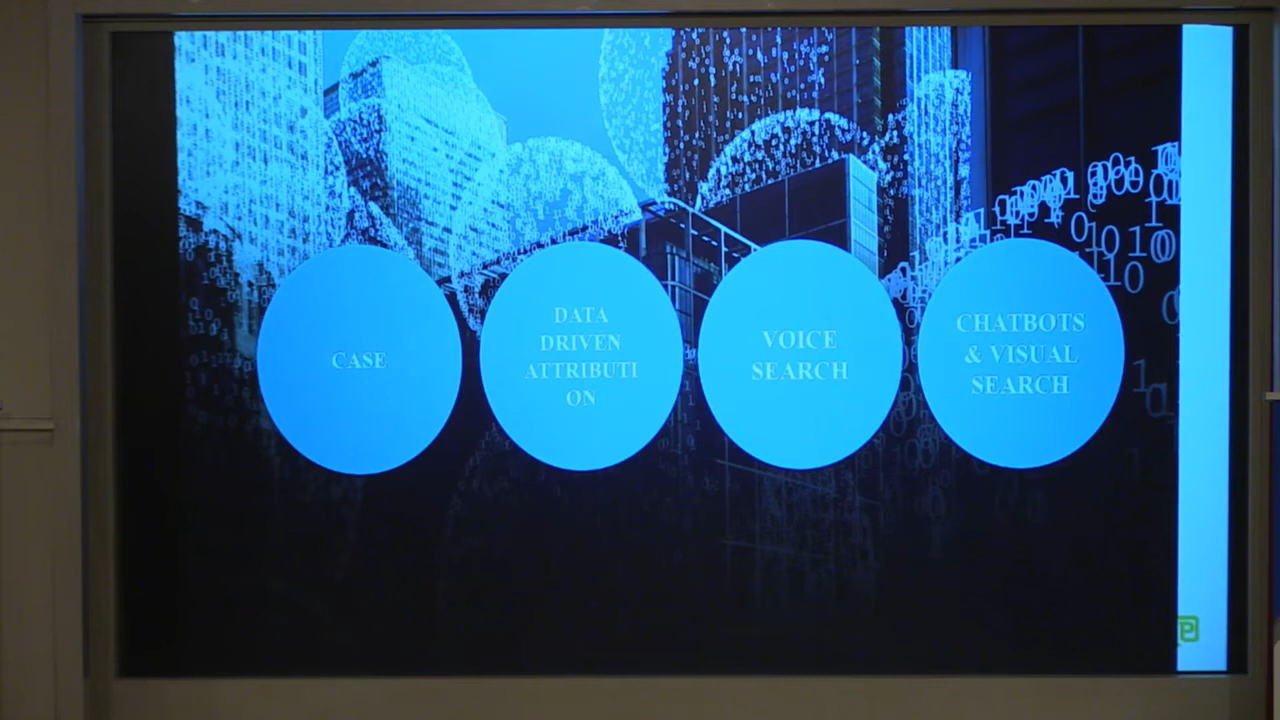 CASE
DATA
DRIVEN
ATTRIBUTI
ON
VOICE
SEARCH
CHATBOTS
& VISUAL
SEARCH